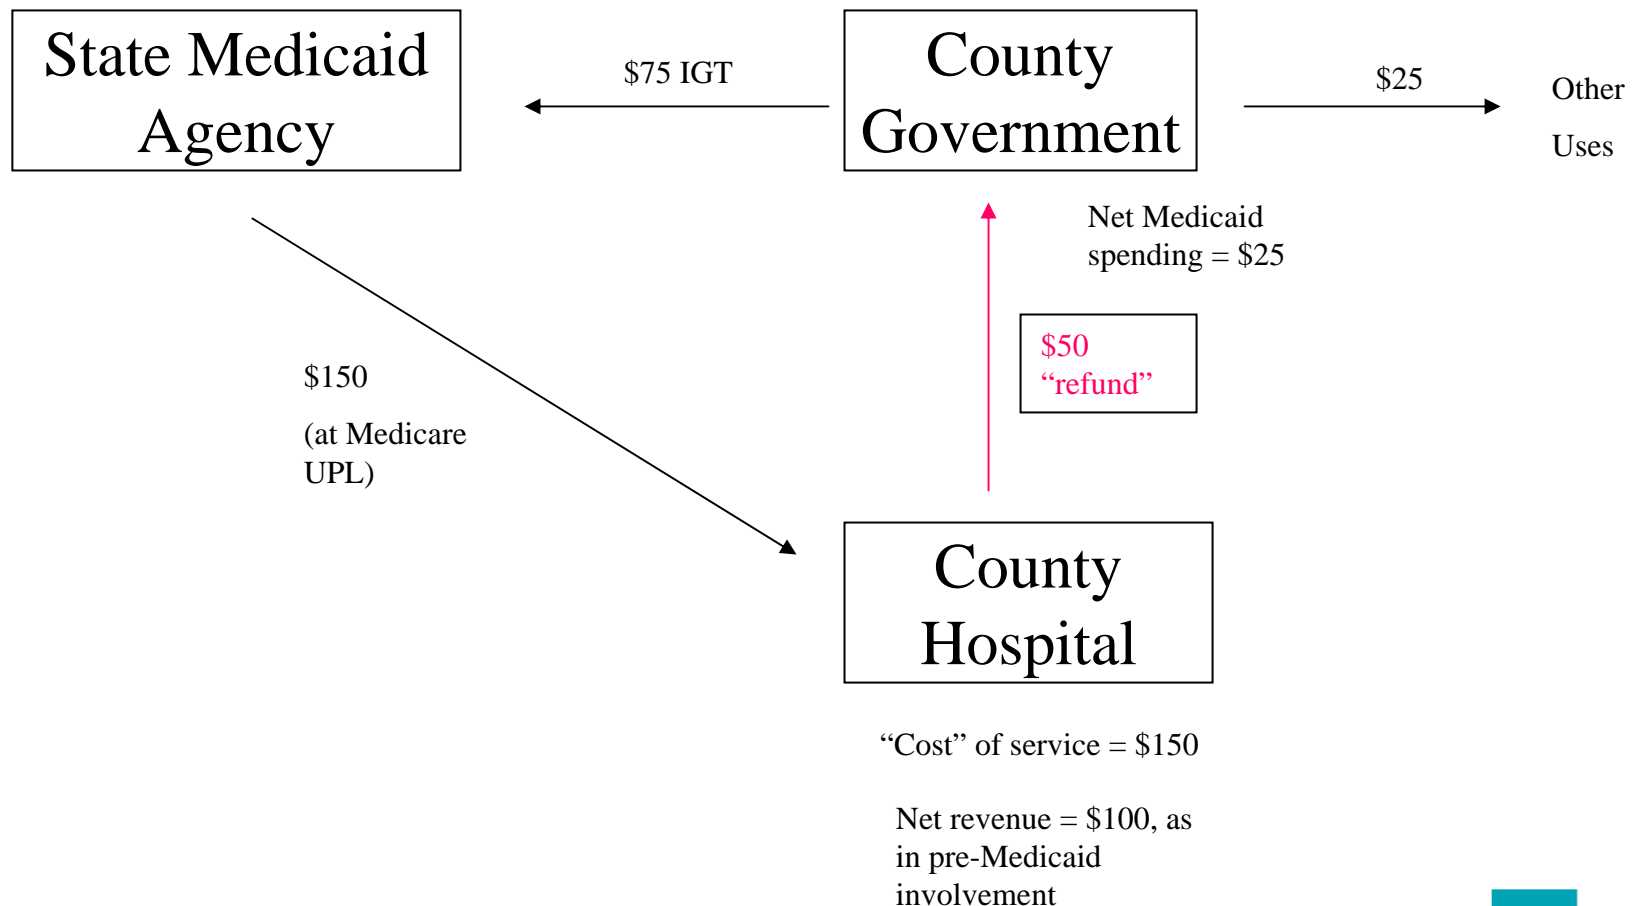 State Medicaid
Agency
$75 IGT
County
Government
$25
Other
Uses
Net Medicaid
spending = $25
$50
“refund”
$150
(at Medicare
UPL)
County
Hospital
“Cost” of service = $150
Net revenue = $100, as
in pre-Medicaid
involvement